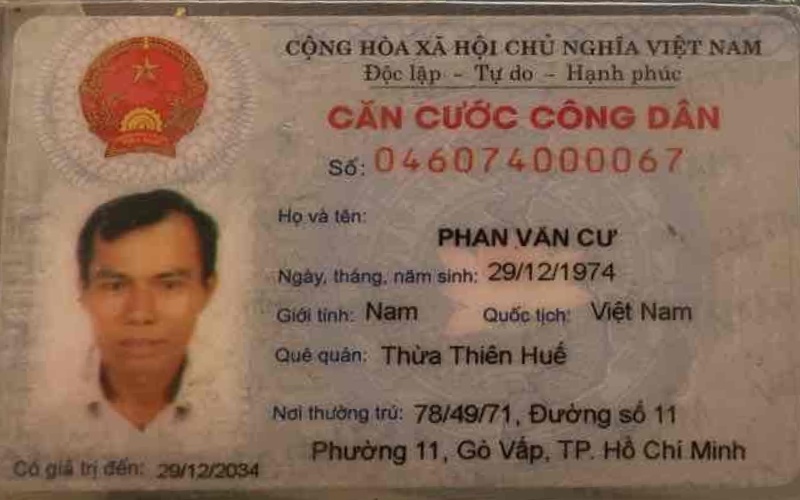 CỘNG HÒA XÃ HỘI CHỦ NGHĨA VIỆT NAM
Độc lập - Tự do - Hạnh phúc
CĂN CƯỚC CÔNG DÂN
Số: 046074000067
Họ và tên:
PHAN VĂN CƯ
Ngày, tháng, năm sinh: 29/12/1974
Giới tính: Nam Quốc tịch: Việt Nam
Quê quán: Thừa Thiên Huế
Nơi thường trú: 78/49/71, Đường số 11
Phường 11, Gò Vấp, TP. Hồ Chí Minh
Có giá trị đến: 29/12/2034